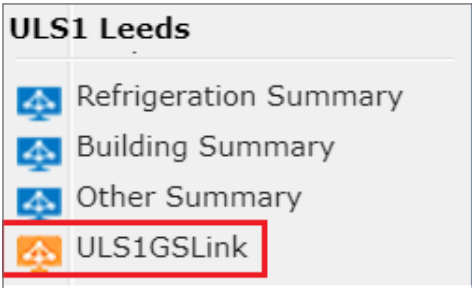 ULS1 Leeds
Refrigeration Summary
Building Summary
Other Summary
ULS1GSLink